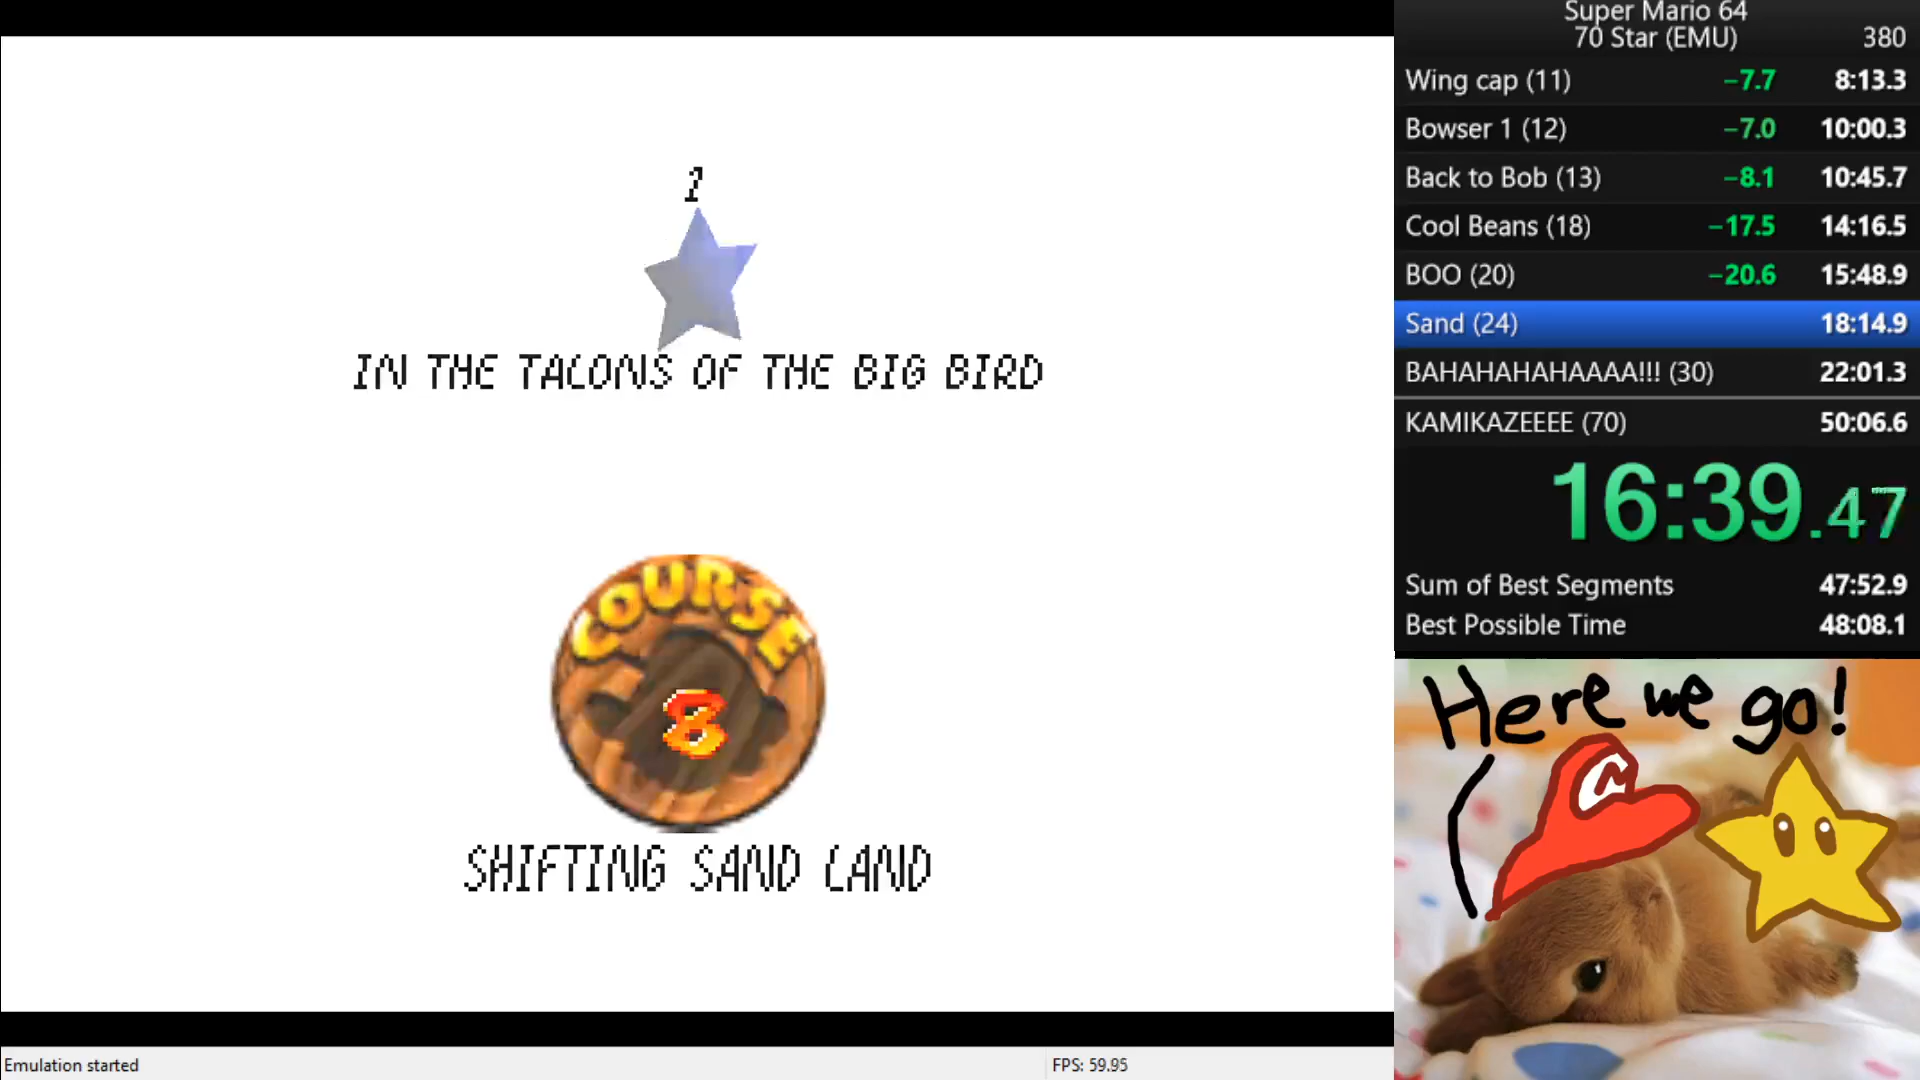 1
IN THE TALONS OF THE BIG BIRD
COURSE
8
SHIFTING SAND LAND
Emulation started
FPS: 59.95
Super Mario 64
70 Star (EMU) 380
Wing cap (11) -7.7 8:13.3
Bowser 1 (12) -7.0 10:00.3
Back to Bob (13) -8.1 10:45.7
Cool Beans (18) -17.5 14:16.5
BOO (20) -20.6 15:48.9
Sand (24) 18:14.9
BAHAHAHAHAAAA!!! (30) 22:01.3
KAMIKAZEEEE (70) 50:06.6
16:39.47
Sum of Best Segments 47:52.9
Best Possible Time 48:08.1
Here we go!
M